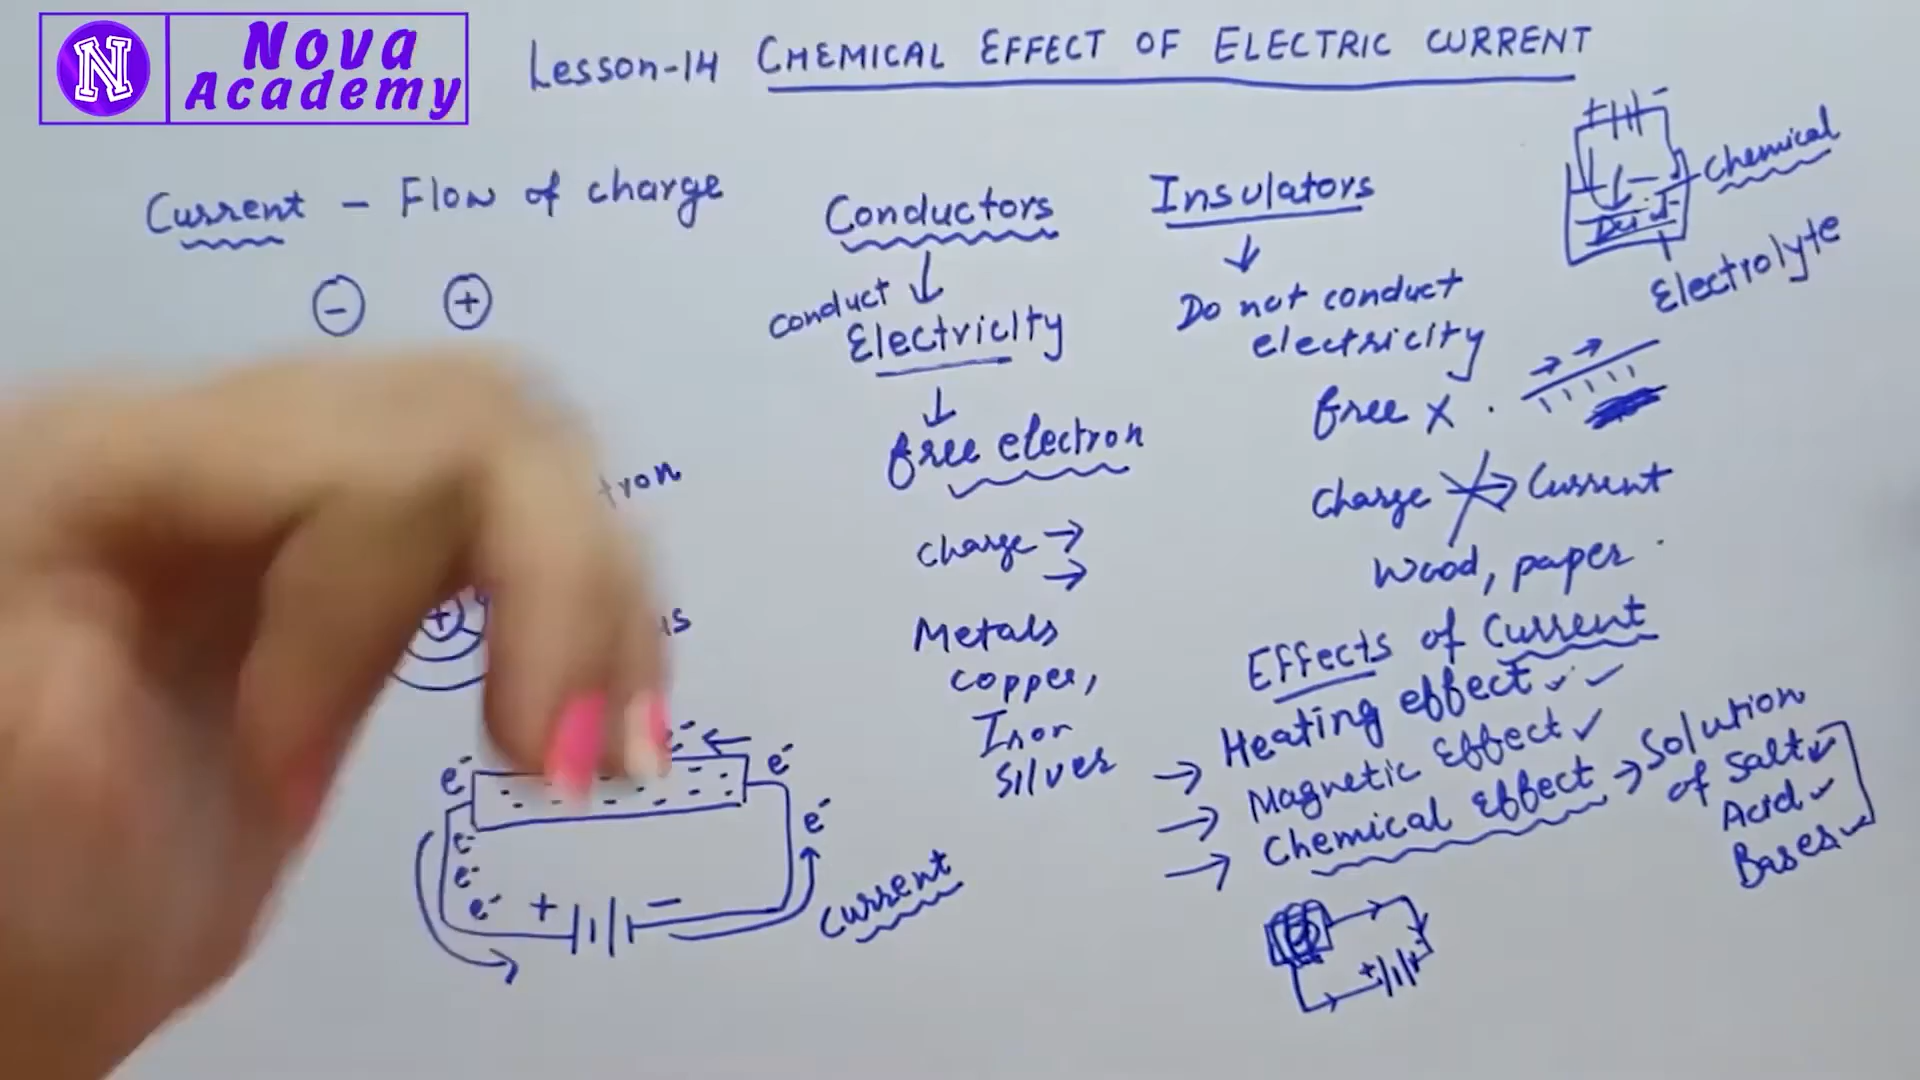 Nova
Academy
Lesson-14 CHEMICAL EFFECT OF ELECTRIC CURRENT
Current - Flow of charge
- +
+
e- e- e-
e-
e-
e-
e-
+ -
Current
Conductors
conduct
Electricity
free electron
charge → →
Metals
copper,
Iron
Silver
Insulators
Do not conduct
electricity
free X .
Charge → Current
Wood, paper
Effects of Current
→ Heating effect ✓ ✓
→ Magnetic Effect ✓
→ Chemical Effect → Solution
of Salt ✓
Acid ✓
Bases ✓
+ -
Chemical
Electrolyte
+